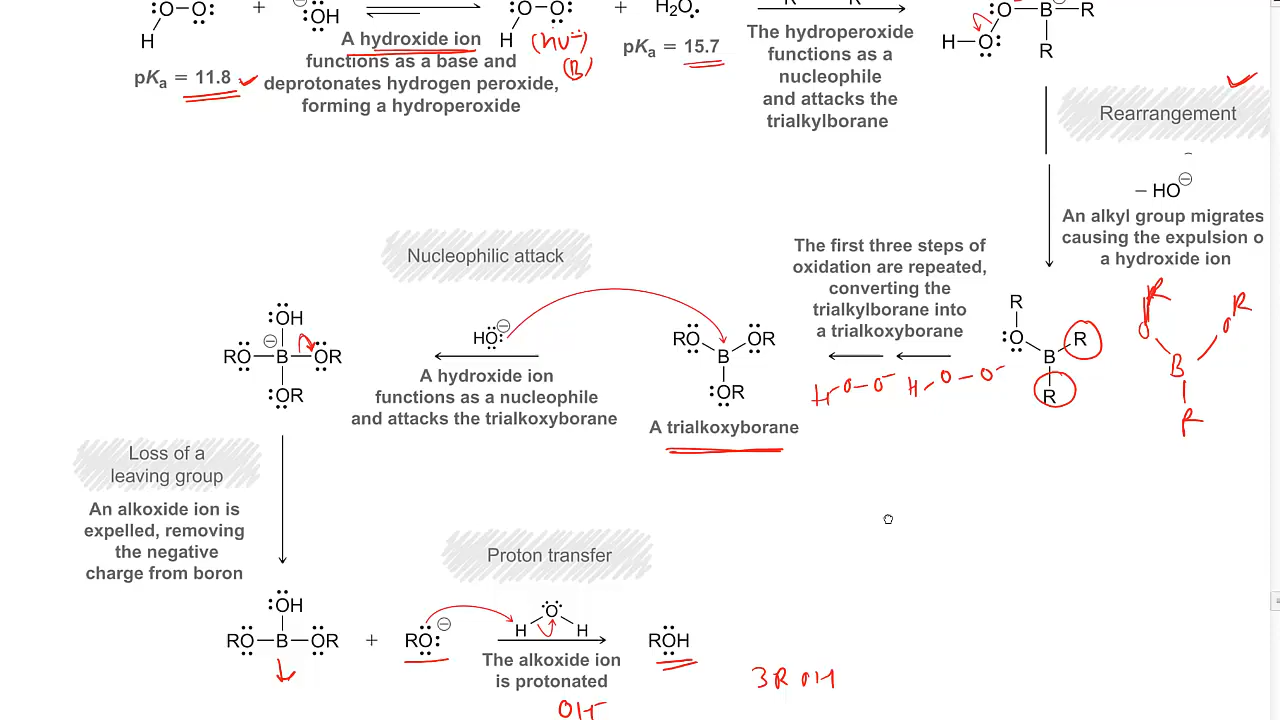 H–O–Ö: + ⊖:ÖH H–O–Ö: + H₂O
A hydroxide ion
functions as a base and
deprotonates hydrogen peroxide,
forming a hydroperoxide
pKa = 11.8
(Nu:⁻)
(B)
pKa = 15.7
The hydroperoxide
functions as a
nucleophile
and attacks the
trialkylborane
H–O–O–B–R
R
Rearrangement
– HO⊖
An alkyl group migrates
causing the expulsion o
a hydroxide ion
Nucleophilic attack
The first three steps of
oxidation are repeated,
converting the
trialkylborane into
a trialkoxyborane
HO⊖
A hydroxide ion
functions as a nucleophile
and attacks the trialkoxyborane
OH
RO–B–OR
OR
RO OR
B
OR
A trialkoxyborane
H-O-O⁻ H-O-O⁻
R
O
B R
R
R
O OR
B
R
Loss of a
leaving group
An alkoxide ion is
expelled, removing
the negative
charge from boron
Proton transfer
OH
RO–B–OR + RO⊖
H O H
ROH
The alkoxide ion
is protonated
OH⁻
3R OH